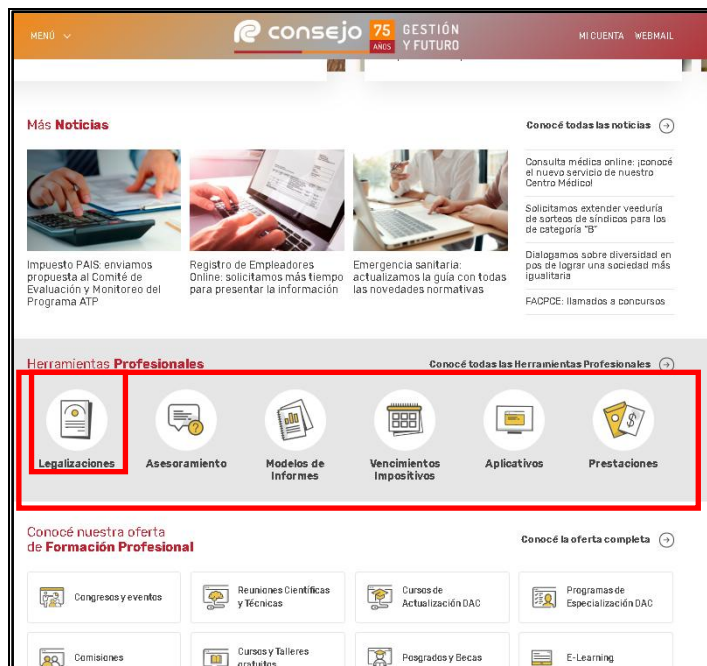 MENÚ
consejo
75 AÑOS
GESTIÓN
Y FUTURO
MI CUENTA WEBMAIL
Más Noticias
Conocé todas las noticias
Impuesto PAIS: enviamos
propuesta al Comité de
Evaluación y Monitoreo del
Programa ATP
Registro de Empleadores
Online: solicitamos más tiempo
para presentar la información
Emergencia sanitaria:
actualizamos la guía con todas
las novedades normativas
Consulta médica online: ¡conocé
el nuevo servicio de nuestro
Centro Médico!
Solicitamos extender veeduría
de sorteos de síndicos para los
de categoría "B"
Dialogamos sobre diversidad en
pos de lograr una sociedad más
igualitaria
FACPCE: llamados a concursos
Herramientas Profesionales
Conocé todas las Herramientas Profesionales
Legalizaciones
Asesoramiento
Modelos de
Informes
Vencimientos
Impositivos
Aplicativos
Prestaciones
Conocé nuestra oferta
de Formación Profesional
Conocé la oferta completa
Congresos y eventos
Reuniones Científicas
y Técnicas
Cursos de
Actualización DAC
Programas de
Especialización DAC
Comisiones
Cursos y Talleres
gratuitos
Posgrados y Becas
E-Learning